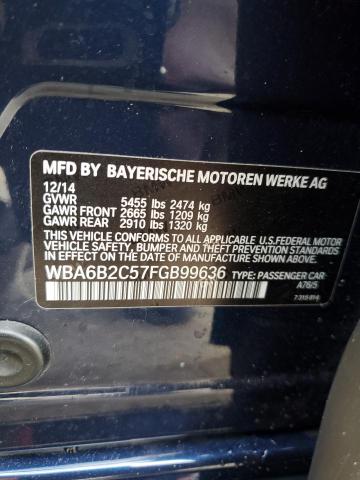 MFD BY BAYERISCHE MOTOREN WERKE AG
12/14
GVWR 5455 lbs 2474 kg
GAWR FRONT 2665 lbs 1209 kg
GAWR REAR 2910 lbs 1320 kg
THIS VEHICLE CONFORMS TO ALL APPLICABLE U.S.FEDERAL MOTOR
VEHICLE SAFETY, BUMPER, AND THEFT PREVENTION STANDARDS
IN EFFECT ON THE DATE OF MANUFACTURE SHOWN ABOVE.
WBA6B2C57FGB99636 TYPE: PASSENGER CAR
A76/5